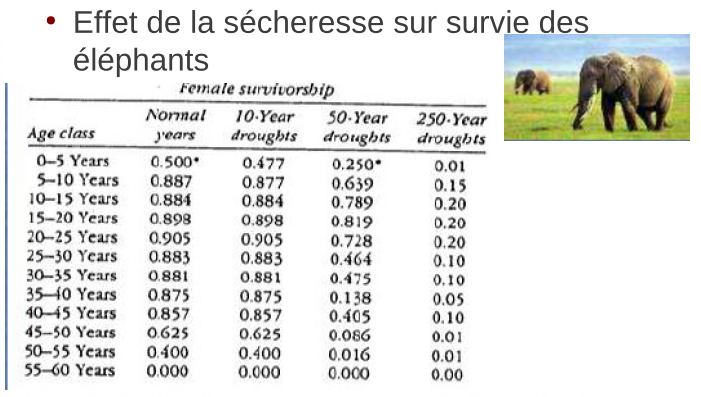 • Effet de la sécheresse sur survie des
éléphants
Female survivorship
Normal 10-Year 50-Year 250-Year
Age class years droughts droughts droughts
0–5 Years 0.500* 0.477 0.250* 0.01
5–10 Years 0.887 0.877 0.639 0.15
10–15 Years 0.884 0.884 0.789 0.20
15–20 Years 0.898 0.898 0.819 0.20
20–25 Years 0.905 0.905 0.728 0.20
25–30 Years 0.883 0.883 0.464 0.10
30–35 Years 0.881 0.881 0.475 0.10
35–40 Years 0.875 0.875 0.138 0.05
40–45 Years 0.857 0.857 0.405 0.10
45–50 Years 0.625 0.625 0.086 0.01
50–55 Years 0.400 0.400 0.016 0.01
55–60 Years 0.000 0.000 0.000 0.00